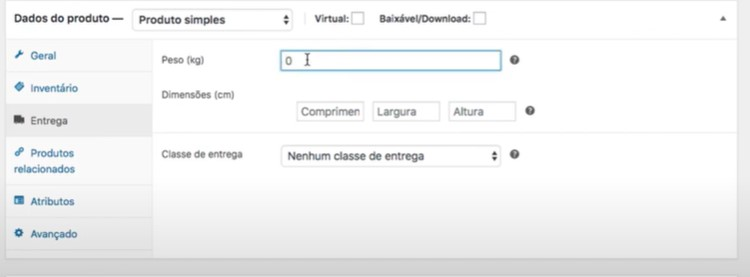 Dados do produto — Produto simples Virtual: Baixável/Download:
Geral
Inventário
Entrega
Produtos
relacionados
Atributos
Avançado
Peso (kg) 0
Dimensões (cm)
Comprimen Largura Altura
Classe de entrega Nenhum classe de entrega